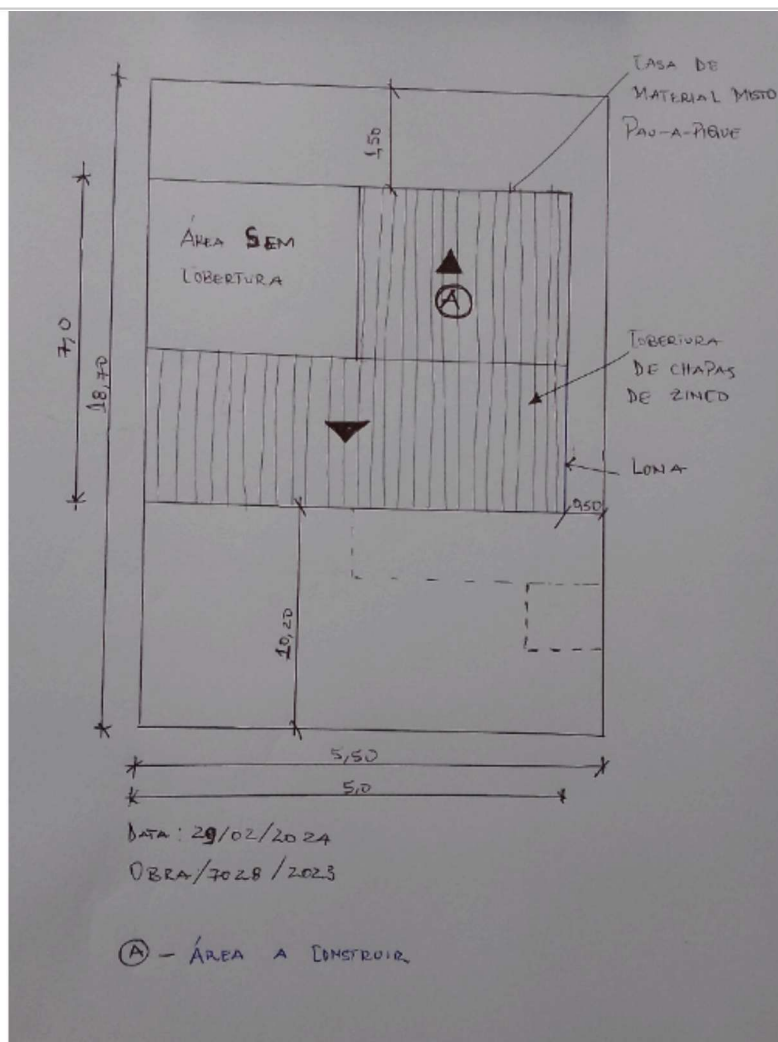 CASA DE
MATERIAL MISTO
PAU-A-PIQUE
1,50
ÁREA SEM
COBERTURA
A
7,0
18,70
COBERTURA
DE CHAPAS
DE ZINCO
LONA
0,50
10,20
5,50
5,0
DATA: 29/02/2024
OBRA/7028/2023
A - ÁREA A CONSTRUIR